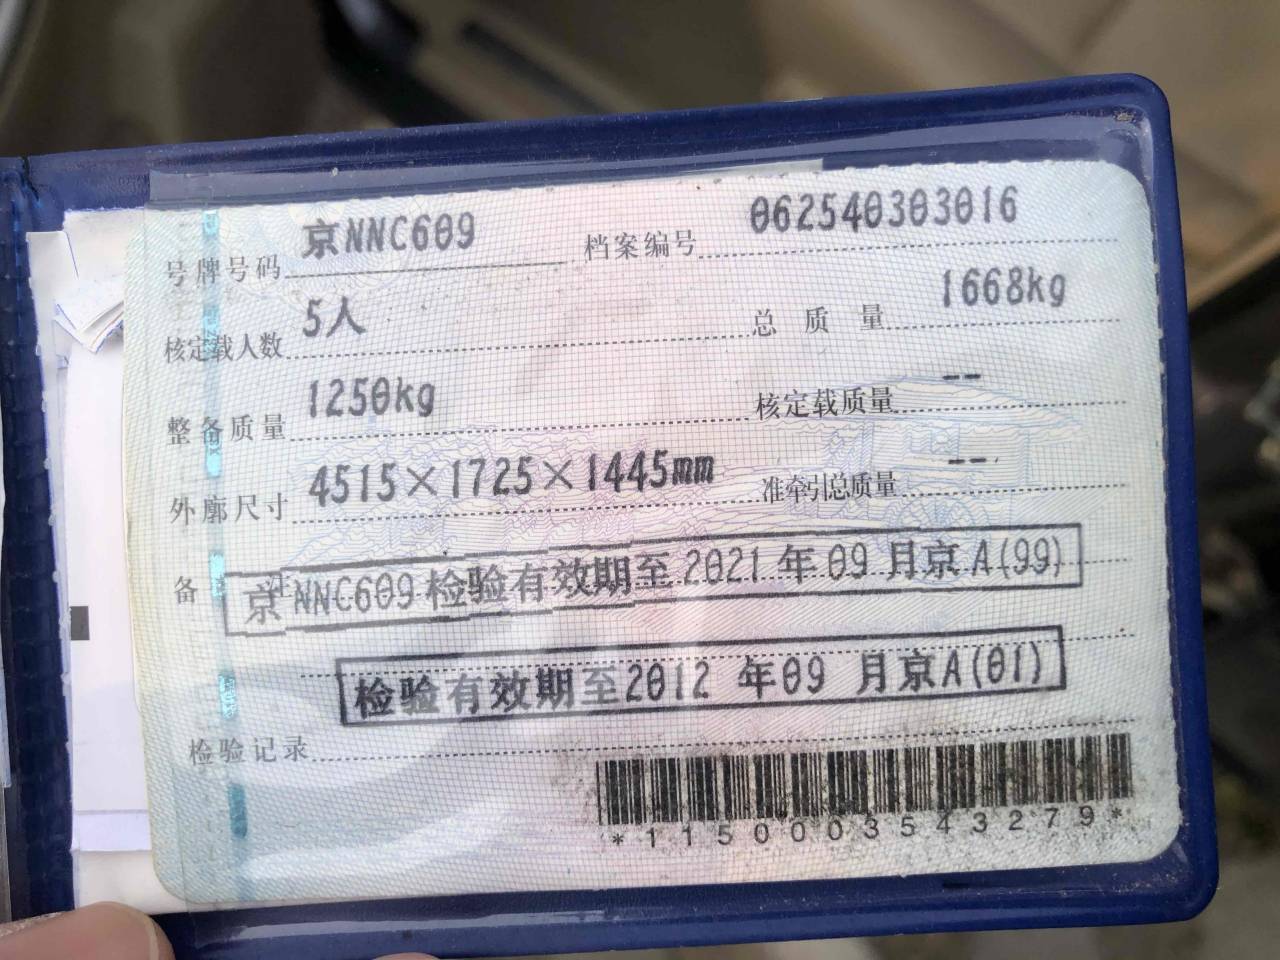 号牌号码 京NNC609 档案编号 062540303016
核定载人数 5人 总质量 1668kg
整备质量 1250kg 核定载质量 --
外廓尺寸 4515×1725×1445mm 准牵引总质量 --
备注 京NNC609检验有效期至2021年09月京A(99)
检验有效期至2012年09月京A(01)
检验记录
*1150003543279*